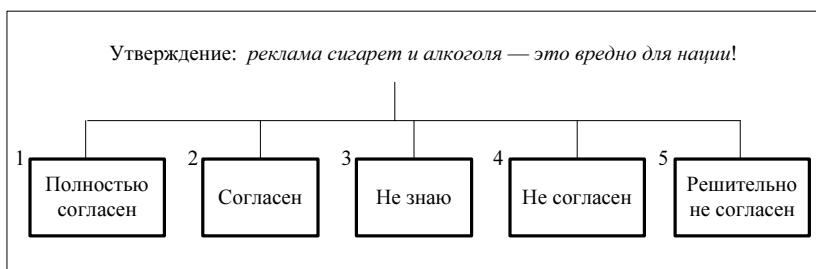 Утверждение: реклама сигарет и алкоголя — это вредно для нации!
1 2 3 4 5
Полностью согласен
Согласен
Не знаю
Не согласен
Решительно не согласен